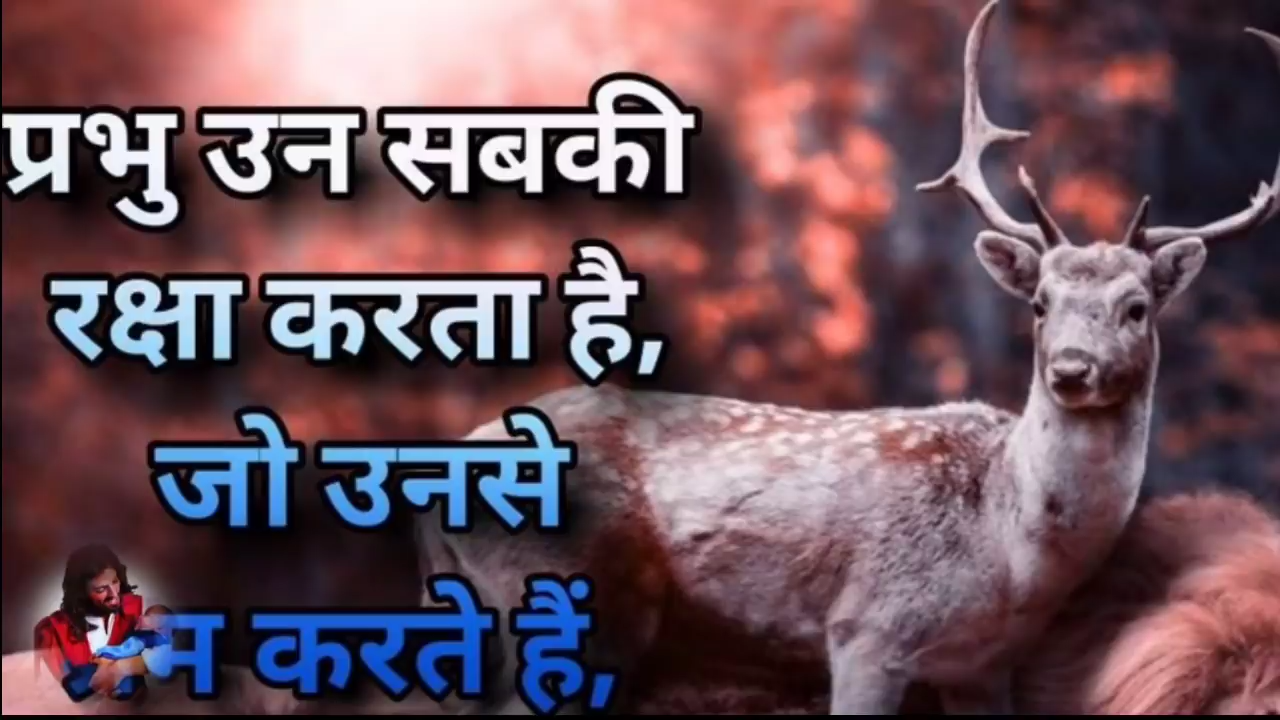 प्रभु उन सबकी
रक्षा करता है,
जो उनसे
करते हैं,